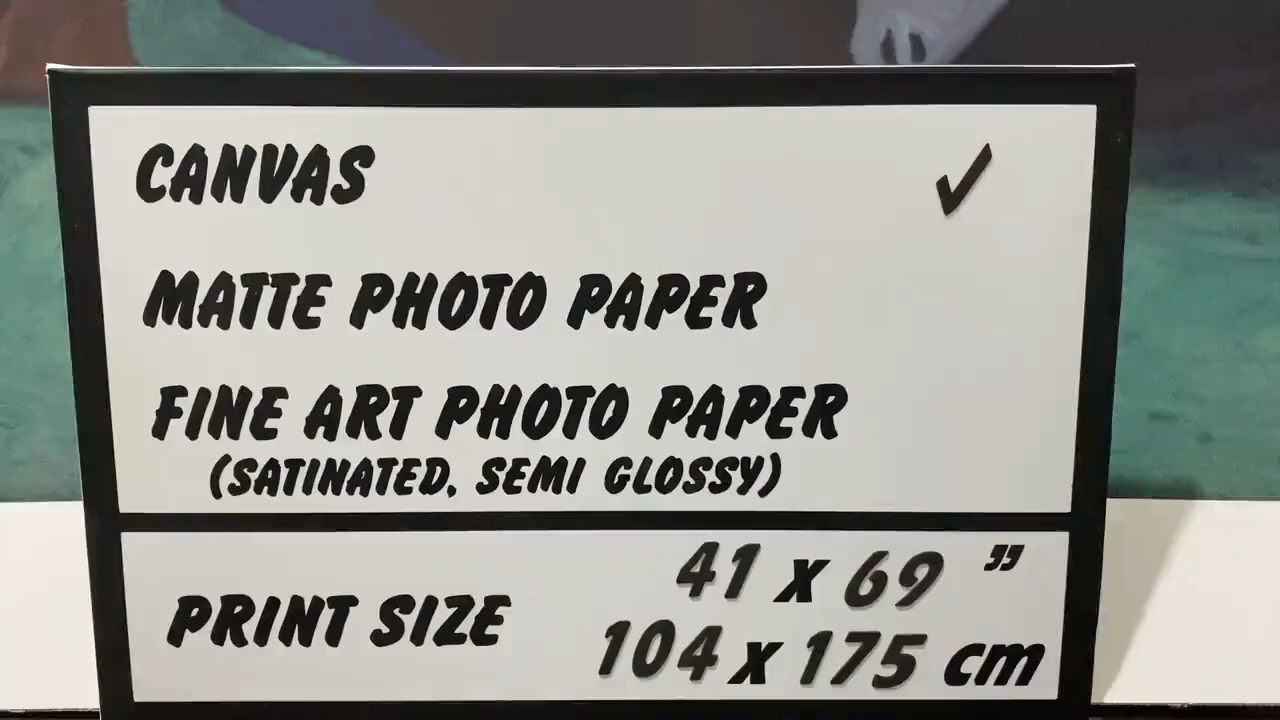 CANVAS ✓
MATTE PHOTO PAPER
FINE ART PHOTO PAPER
(SATINATED, SEMI GLOSSY)
PRINT SIZE
41 x 69 ”
104 x 175 cm